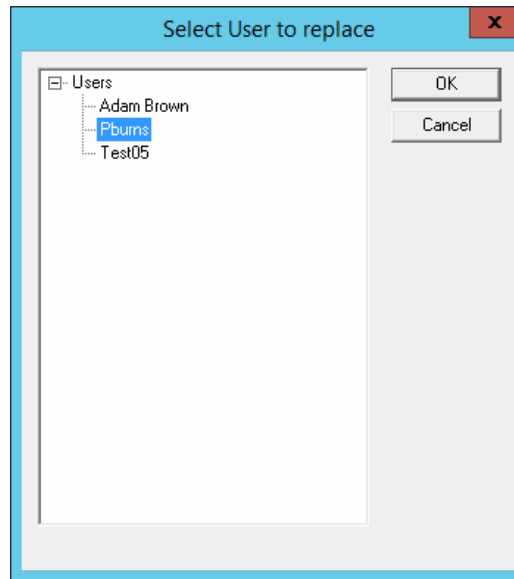 Select User to replace
x
Users
Adam Brown
Pburns
Test05
OK
Cancel